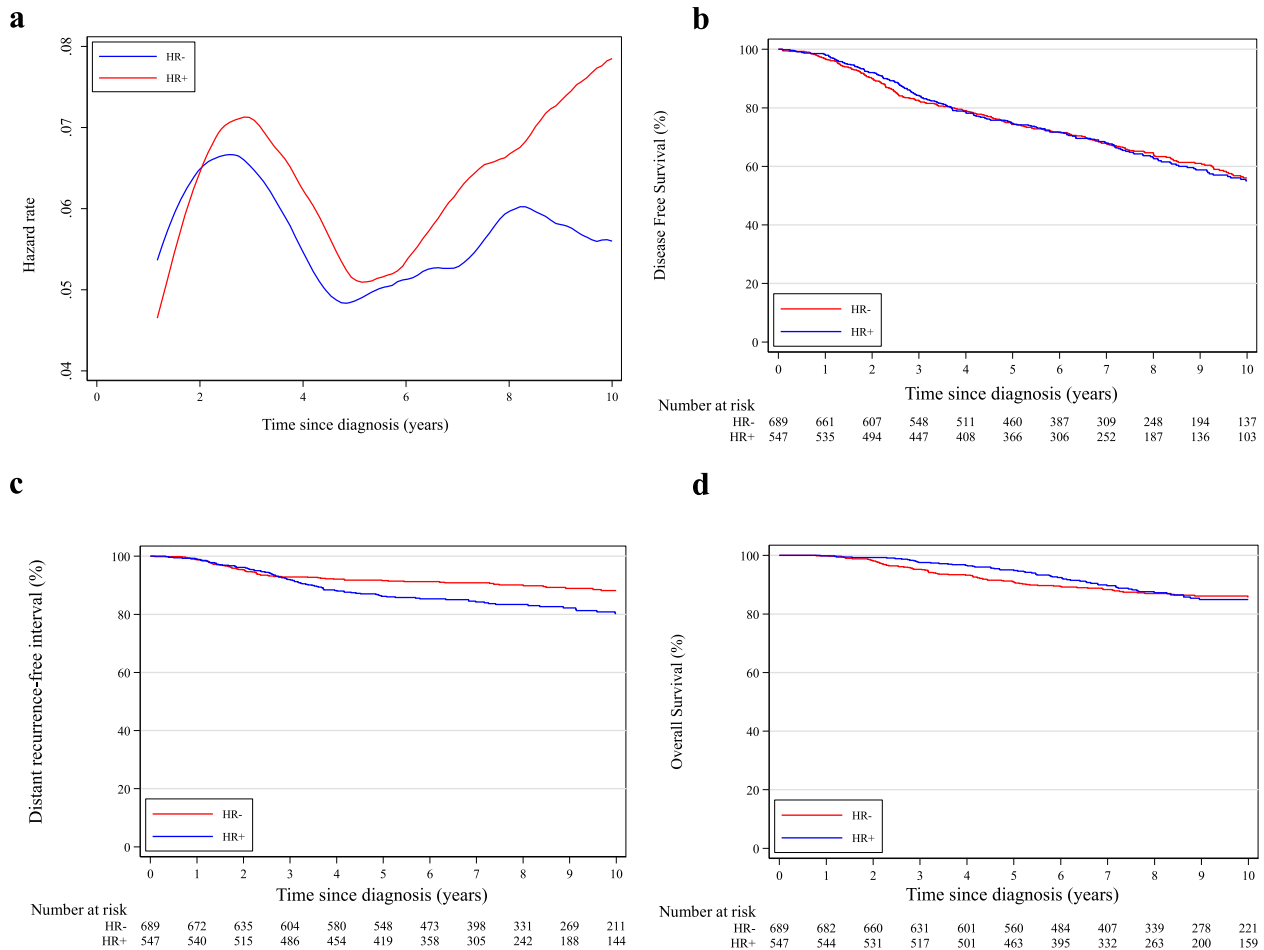 a
HR-
HR+
.08
.07
.06
.05
.04
Hazard rate
0 2 4 6 8 10
Time since diagnosis (years)
b
100
80
60
40
20
0
Disease Free Survival (%)
HR-
HR+
0 1 2 3 4 5 6 7 8 9 10
Time since diagnosis (years)
Number at risk
HR- 689 661 607 548 511 460 387 309 248 194 137
HR+ 547 535 494 447 408 366 306 252 187 136 103
c
100
80
60
40
20
0
Distant recurrence-free interval (%)
HR-
HR+
0 1 2 3 4 5 6 7 8 9 10
Time since diagnosis (years)
Number at risk
HR- 689 672 635 604 580 548 473 398 331 269 211
HR+ 547 540 515 486 454 419 358 305 242 188 144
d
100
80
60
40
20
0
Overall Survival (%)
HR-
HR+
0 1 2 3 4 5 6 7 8 9 10
Time since diagnosis (years)
Number at risk
HR- 689 682 660 631 601 560 484 407 339 278 221
HR+ 547 544 531 517 501 463 395 332 263 200 159